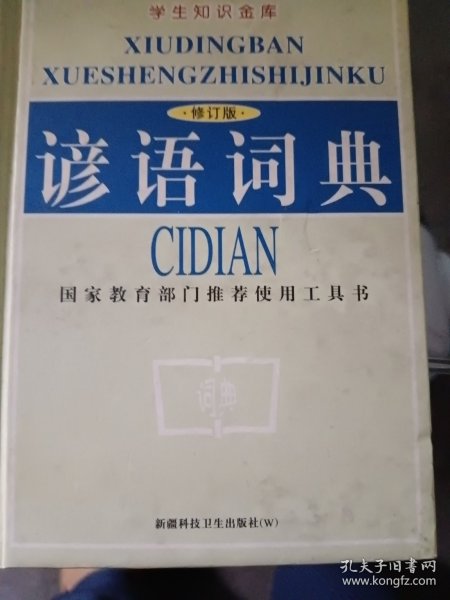 学生知识金库
XIUDINGBAN
XUESHENGZHISHIJINKU
·修订版·
谚语词典
CIDIAN
国家教育部门推荐使用工具书
词典
新疆科技卫生出版社(W)
孔夫子旧书网
www.kongfz.com